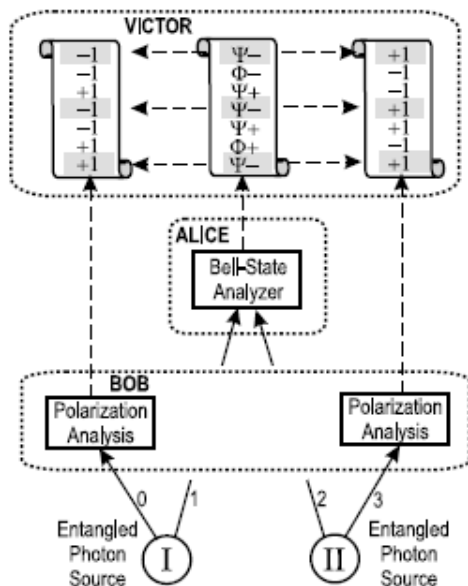 VICTOR
−1
−1
+1
−1
−1
+1
+1
Ψ−
Φ−
Ψ+
Ψ−
Ψ+
Φ+
Ψ−
+1
−1
−1
+1
+1
−1
+1
ALICE
Bell-State
Analyzer
BOB
Polarization
Analysis
Polarization
Analysis
0
1
2
3
Entangled
Photon
Source
I
II
Entangled
Photon
Source